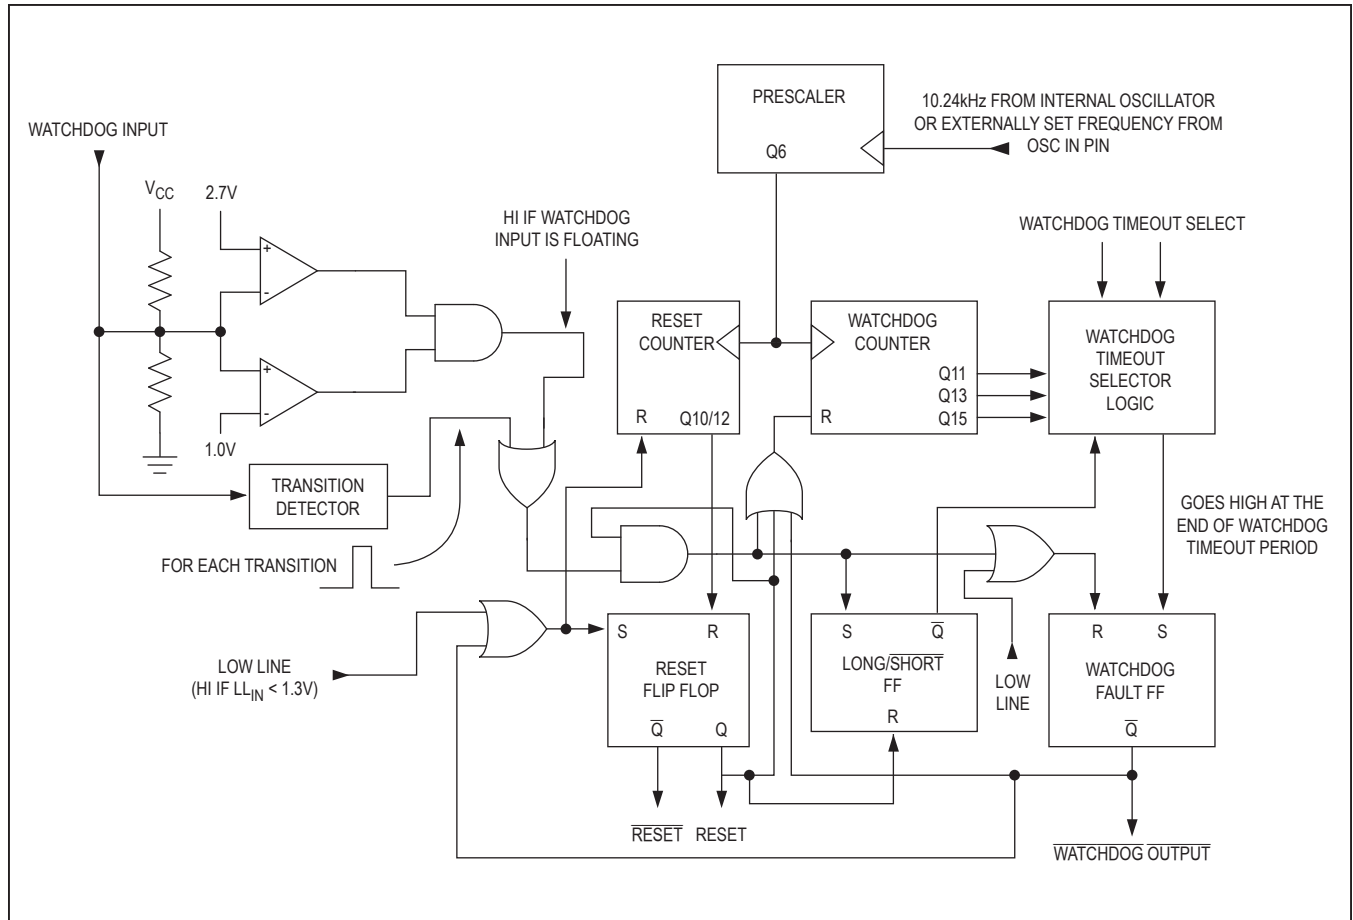 PRESCALER
Q6
10.24kHz FROM INTERNAL OSCILLATOR
OR EXTERNALLY SET FREQUENCY FROM
OSC IN PIN
WATCHDOG INPUT
VCC
2.7V
HI IF WATCHDOG
INPUT IS FLOATING
WATCHDOG TIMEOUT SELECT
+
-
RESET
COUNTER
R
Q10/12
WATCHDOG
COUNTER
Q11
Q13
Q15
R
WATCHDOG
TIMEOUT
SELECTOR
LOGIC
+
-
1.0V
TRANSITION
DETECTOR
FOR EACH TRANSITION
GOES HIGH AT THE
END OF WATCHDOG
TIMEOUT PERIOD
LOW LINE
(HI IF LLIN < 1.3V)
S
R
RESET
FLIP FLOP
Q̅
Q
S
Q̅
LONG/S̅H̅O̅R̅T̅
FF
R
LOW
LINE
R
S
WATCHDOG
FAULT FF
Q̅
R̅E̅S̅E̅T̅
RESET
W̅A̅T̅C̅H̅D̅O̅G̅ O̅U̅T̅P̅U̅T̅